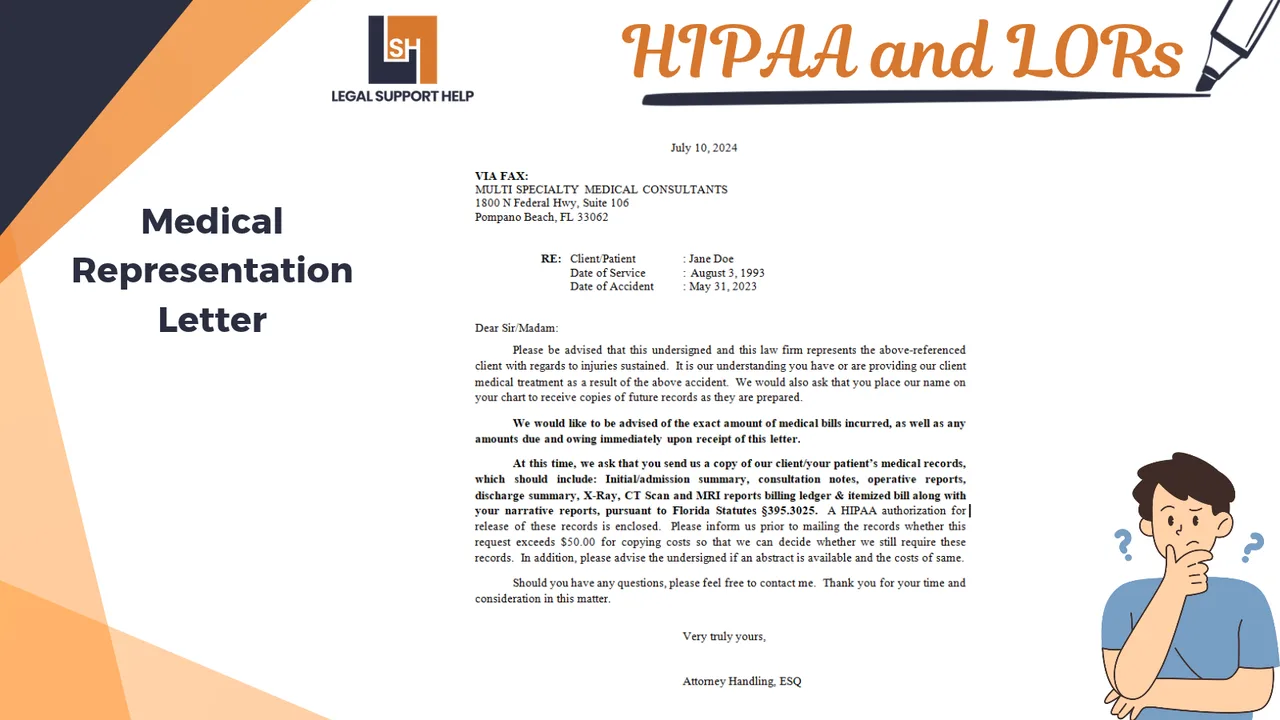 LSH
LEGAL SUPPORT HELP
HIPAA and LORs
Medical
Representation
Letter
July 10, 2024
VIA FAX:
MULTI SPECIALTY MEDICAL CONSULTANTS
1800 N Federal Hwy, Suite 106
Pompano Beach, FL 33062
RE: Client/Patient : Jane Doe
Date of Service : August 3, 1993
Date of Accident : May 31, 2023
Dear Sir/Madam:
Please be advised that this undersigned and this law firm represents the above-referenced
client with regards to injuries sustained. It is our understanding you have or are providing our client
medical treatment as a result of the above accident. We would also ask that you place our name on
your chart to receive copies of future records as they are prepared.
We would like to be advised of the exact amount of medical bills incurred, as well as any
amounts due and owing immediately upon receipt of this letter.
At this time, we ask that you send us a copy of our client/your patient's medical records,
which should include: Initial/admission summary, consultation notes, operative reports,
discharge summary, X-Ray, CT Scan and MRI reports billing ledger & itemized bill along with
your narrative reports, pursuant to Florida Statutes §395.3025. A HIPAA authorization for
release of these records is enclosed. Please inform us prior to mailing the records whether this
request exceeds $50.00 for copying costs so that we can decide whether we still require these
records. In addition, please advise the undersigned if an abstract is available and the costs of same.
Should you have any questions, please feel free to contact me. Thank you for your time and
consideration in this matter.
Very truly yours,
Attorney Handling, ESQ
? ?